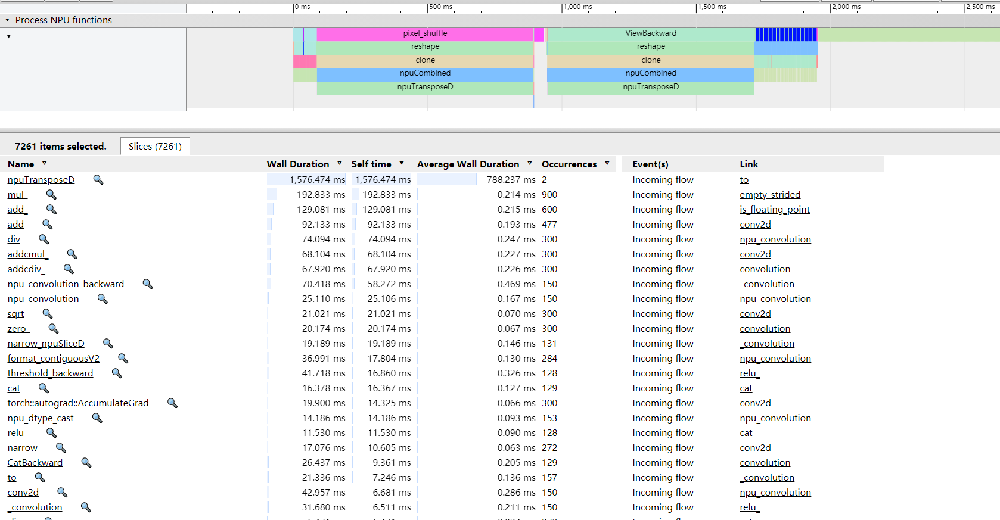 0 ms 500 ms 1,000 ms 1,500 ms 2,000 ms 2,500 ms
Process NPU functions
pixel_shuffle ViewBackward
reshape reshape
clone clone
npuCombined npuCombined
npuTransposeD npuTransposeD
7261 items selected. Slices (7261)
Name Wall Duration Self time Average Wall Duration Occurrences Event(s) Link
npuTransposeD 1,576.474 ms 1,576.474 ms 788.237 ms 2 Incoming flow to
mul_ 192.833 ms 192.833 ms 0.214 ms 900 Incoming flow empty_strided
add_ 129.081 ms 129.081 ms 0.215 ms 600 Incoming flow is_floating_point
add 92.133 ms 92.133 ms 0.193 ms 477 Incoming flow conv2d
div 74.094 ms 74.094 ms 0.247 ms 300 Incoming flow npu_convolution
addcmul_ 68.104 ms 68.104 ms 0.227 ms 300 Incoming flow conv2d
addcdiv_ 67.920 ms 67.920 ms 0.226 ms 300 Incoming flow convolution
npu_convolution_backward 70.418 ms 58.272 ms 0.469 ms 150 Incoming flow _convolution
npu_convolution 25.110 ms 25.106 ms 0.167 ms 150 Incoming flow npu_convolution
sqrt 21.021 ms 21.021 ms 0.070 ms 300 Incoming flow conv2d
zero_ 20.174 ms 20.174 ms 0.067 ms 300 Incoming flow convolution
narrow_npuSliceD 19.189 ms 19.189 ms 0.146 ms 131 Incoming flow _convolution
format_contiguousV2 36.991 ms 17.804 ms 0.130 ms 284 Incoming flow npu_convolution
threshold_backward 41.718 ms 16.860 ms 0.326 ms 128 Incoming flow relu_
cat 16.378 ms 16.367 ms 0.127 ms 129 Incoming flow cat
torch::autograd::AccumulateGrad 19.900 ms 14.325 ms 0.066 ms 300 Incoming flow conv2d
npu_dtype_cast 14.186 ms 14.186 ms 0.093 ms 153 Incoming flow npu_convolution
relu_ 11.530 ms 11.530 ms 0.090 ms 128 Incoming flow cat
narrow 17.076 ms 10.605 ms 0.063 ms 272 Incoming flow conv2d
CatBackward 26.437 ms 9.361 ms 0.205 ms 129 Incoming flow convolution
to 21.336 ms 7.246 ms 0.136 ms 157 Incoming flow _convolution
conv2d 42.957 ms 6.681 ms 0.286 ms 150 Incoming flow npu_convolution
_convolution 31.680 ms 6.511 ms 0.211 ms 150 Incoming flow relu_